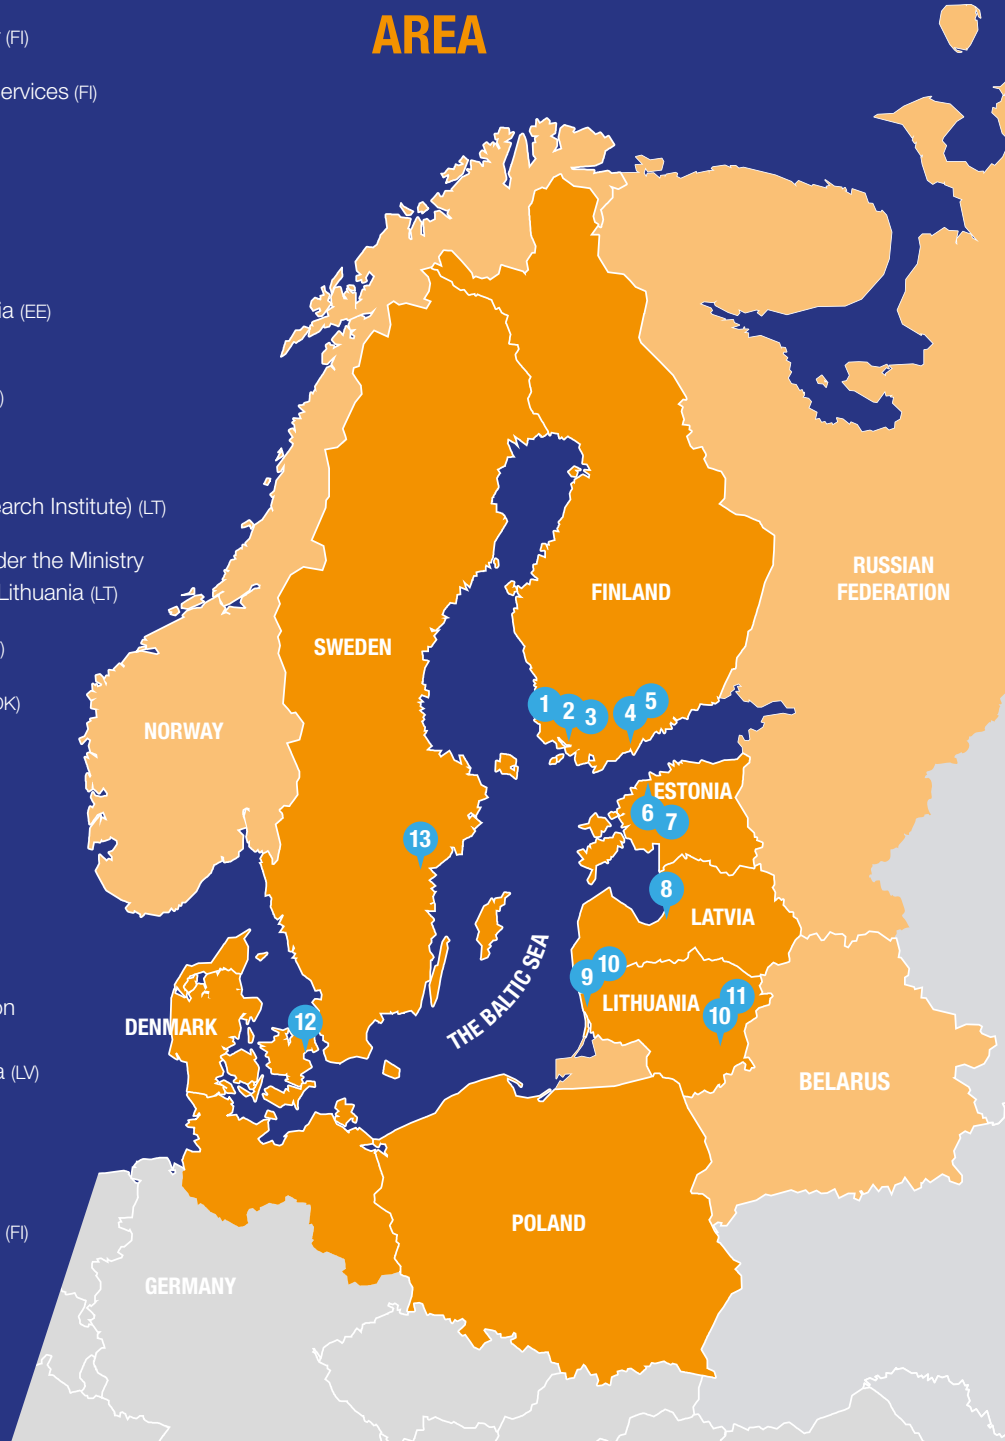 AREA
(FI)
ervices (FI)
ia (EE)
)
earch Institute) (LT)
der the Ministry
Lithuania (LT)
)
OK)
on
a (LV)
(FI)
RUSSIAN
FEDERATION
FINLAND
SWEDEN
NORWAY
1
2
3
4
5
ESTONIA
6
7
13
8
LATVIA
THE BALTIC SEA
9
10
LITHUANIA
11
10
DENMARK
12
BELARUS
POLAND
GERMANY